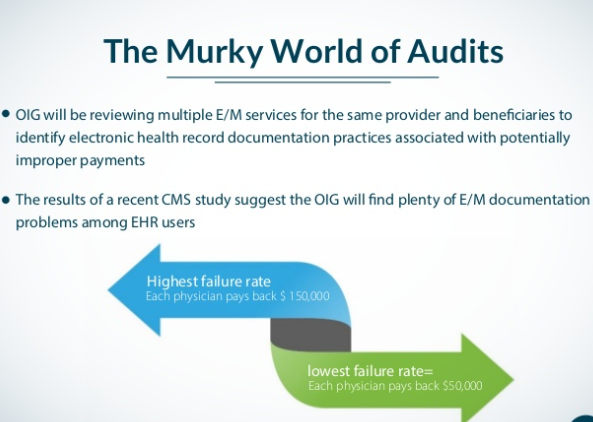 The Murky World of Audits
• OIG will be reviewing multiple E/M services for the same provider and beneficiaries to
identify electronic health record documentation practices associated with potentially
improper payments
• The results of a recent CMS study suggest the OIG will find plenty of E/M documentation
problems among EHR users
Highest failure rate
Each physician pays back $ 150,000
lowest failure rate=
Each physician pays back $50,000